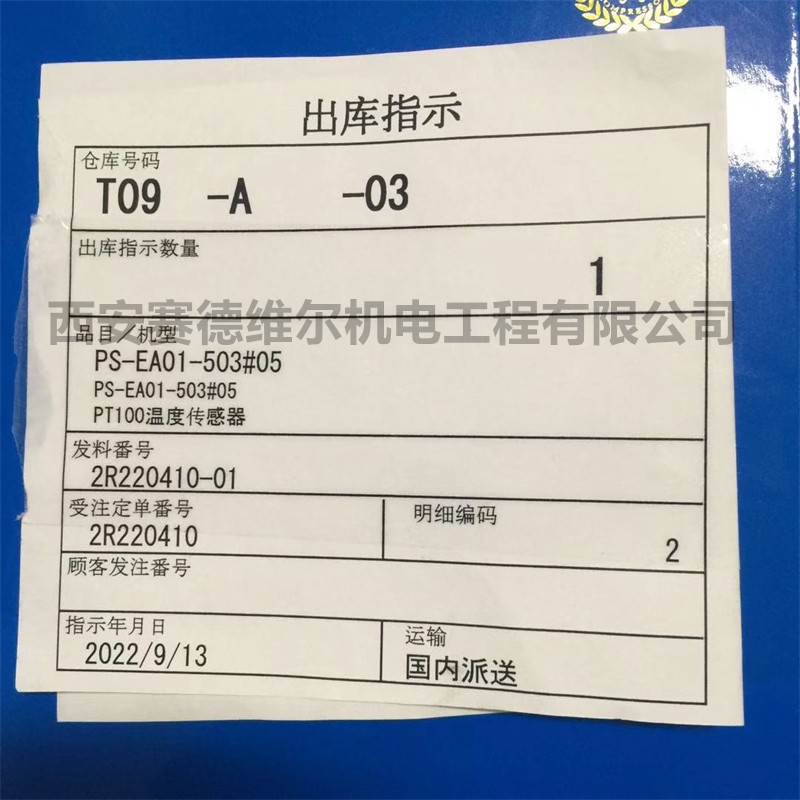 COMPRESSO
出库指示
仓库号码
T09 -A -03
出库指示数量
1
西安赛德维尔机电工程有限公司
品目／机型
PS-EA01-503#05
PS-EA01-503#05
PT100温度传感器
发料番号
2R220410-01
受注定单番号
2R220410
明细编码
2
顾客发注番号
指示年月日
2022/9/13
运输
国内派送